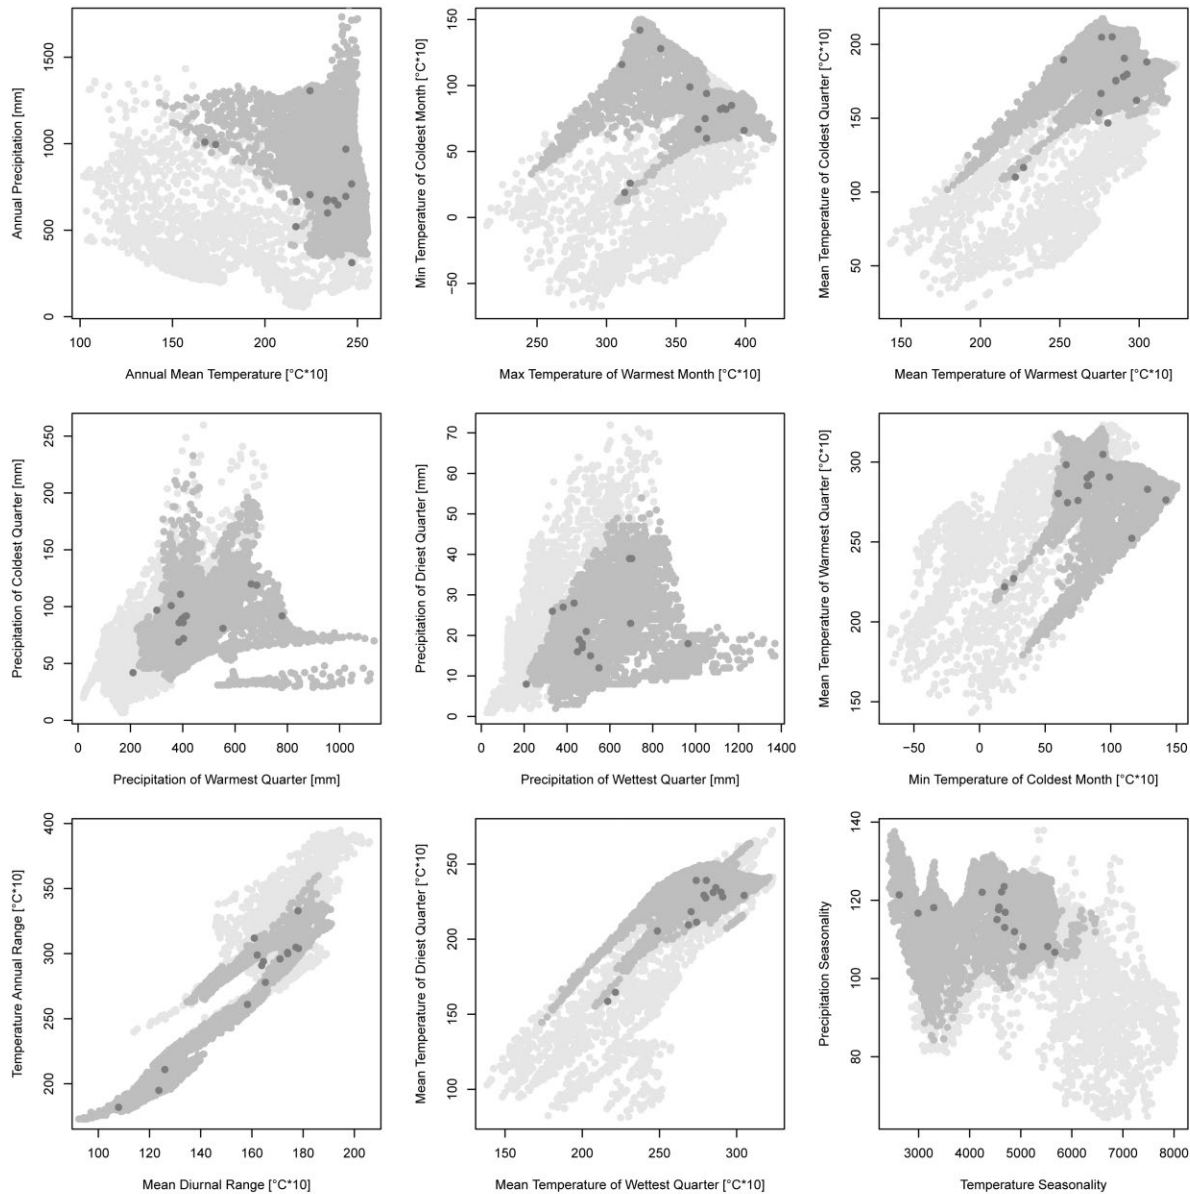 Annual Precipitation [mm]
0 500 1000 1500
100 150 200 250
Annual Mean Temperature [°C*10]
Min Temperature of Coldest Month [°C*10]
−50 0 50 100 150
250 300 350 400
Max Temperature of Warmest Month [°C*10]
Mean Temperature of Coldest Quarter [°C*10]
50 100 150 200
150 200 250 300
Mean Temperature of Warmest Quarter [°C*10]
Precipitation of Coldest Quarter [mm]
0 50 100 150 200 250
0 200 400 600 800 1000
Precipitation of Warmest Quarter [mm]
Precipitation of Driest Quarter [mm]
0 10 20 30 40 50 60 70
0 200 400 600 800 1000 1200 1400
Precipitation of Wettest Quarter [mm]
Mean Temperature of Warmest Quarter [°C*10]
150 200 250 300
−50 0 50 100 150
Min Temperature of Coldest Month [°C*10]
Temperature Annual Range [°C*10]
200 250 300 350 400
100 120 140 160 180 200
Mean Diurnal Range [°C*10]
Mean Temperature of Driest Quarter [°C*10]
100 150 200 250
150 200 250 300
Mean Temperature of Wettest Quarter [°C*10]
Precipitation Seasonality
80 100 120 140
3000 4000 5000 6000 7000 8000
Temperature Seasonality